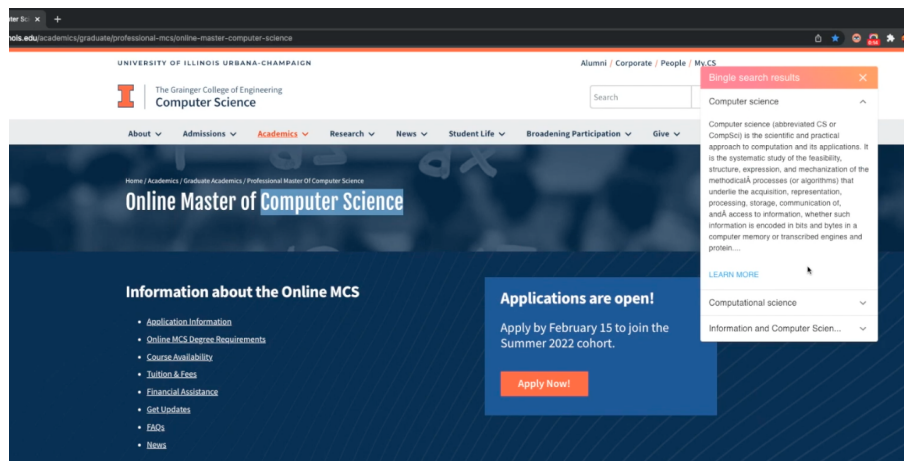 nois.edu/academics/graduate/professional-mcs/online-master-computer-science
UNIVERSITY OF ILLINOIS URBANA-CHAMPAIGN
Alumni / Corporate / People / My.CS
The Grainger College of Engineering
Computer Science
Search
About
Admissions
Academics
Research
News
Student Life
Broadening Participation
Give
Home / Academics / Graduate Academics / Professional Master Of Computer Science
Online Master of Computer Science
Information about the Online MCS
• Application Information
• Online MCS Degree Requirements
• Course Availability
• Tuition & Fees
• Financial Assistance
• Get Updates
• FAQs
• News
Applications are open!
Apply by February 15 to join the
Summer 2022 cohort.
Apply Now!
Bingle search results
Computer science
Computer science (abbreviated CS or
CompSci) is the scientific and practical
approach to computation and its applications. It
is the systematic study of the feasibility,
structure, expression, and mechanization of the
methodicalÂ processes (or algorithms) that
underlie the acquisition, representation,
processing, storage, communication of,
andÂ access to information, whether such
information is encoded in bits and bytes in a
computer memory or transcribed engines and
protein....
LEARN MORE
Computational science
Information and Computer Scien...